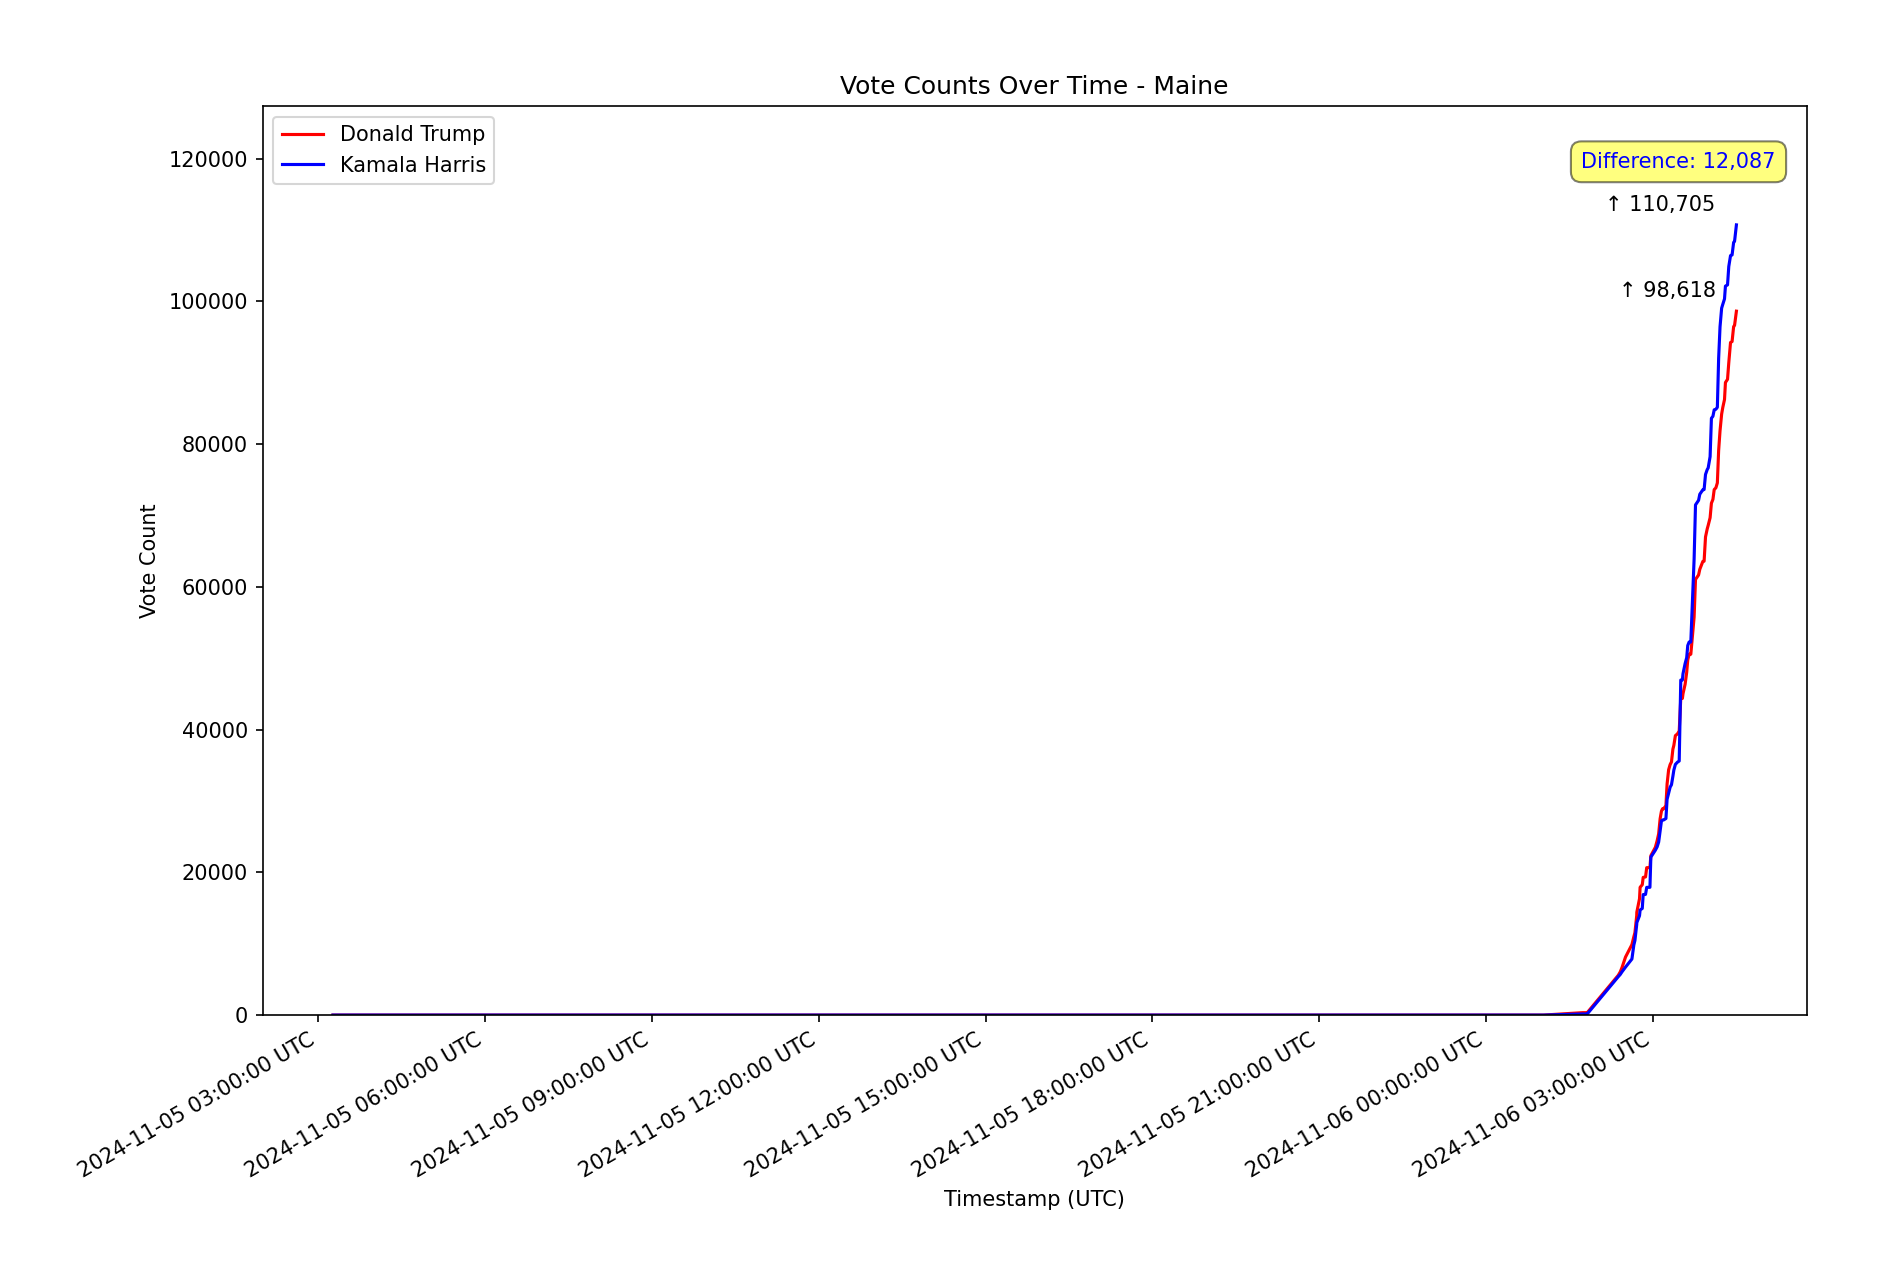 Vote Counts Over Time - Maine
Donald Trump
Kamala Harris
Difference: 12,087
↑ 110,705
↑ 98,618
120000
100000
80000
60000
40000
20000
0
Vote Count
2024-11-05 03:00:00 UTC
2024-11-05 06:00:00 UTC
2024-11-05 09:00:00 UTC
2024-11-05 12:00:00 UTC
2024-11-05 15:00:00 UTC
2024-11-05 18:00:00 UTC
2024-11-05 21:00:00 UTC
2024-11-06 00:00:00 UTC
2024-11-06 03:00:00 UTC
Timestamp (UTC)